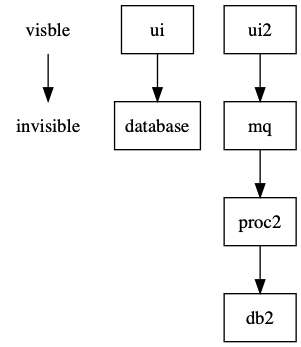 visble
ui
ui2
invisible
database
mq
proc2
db2